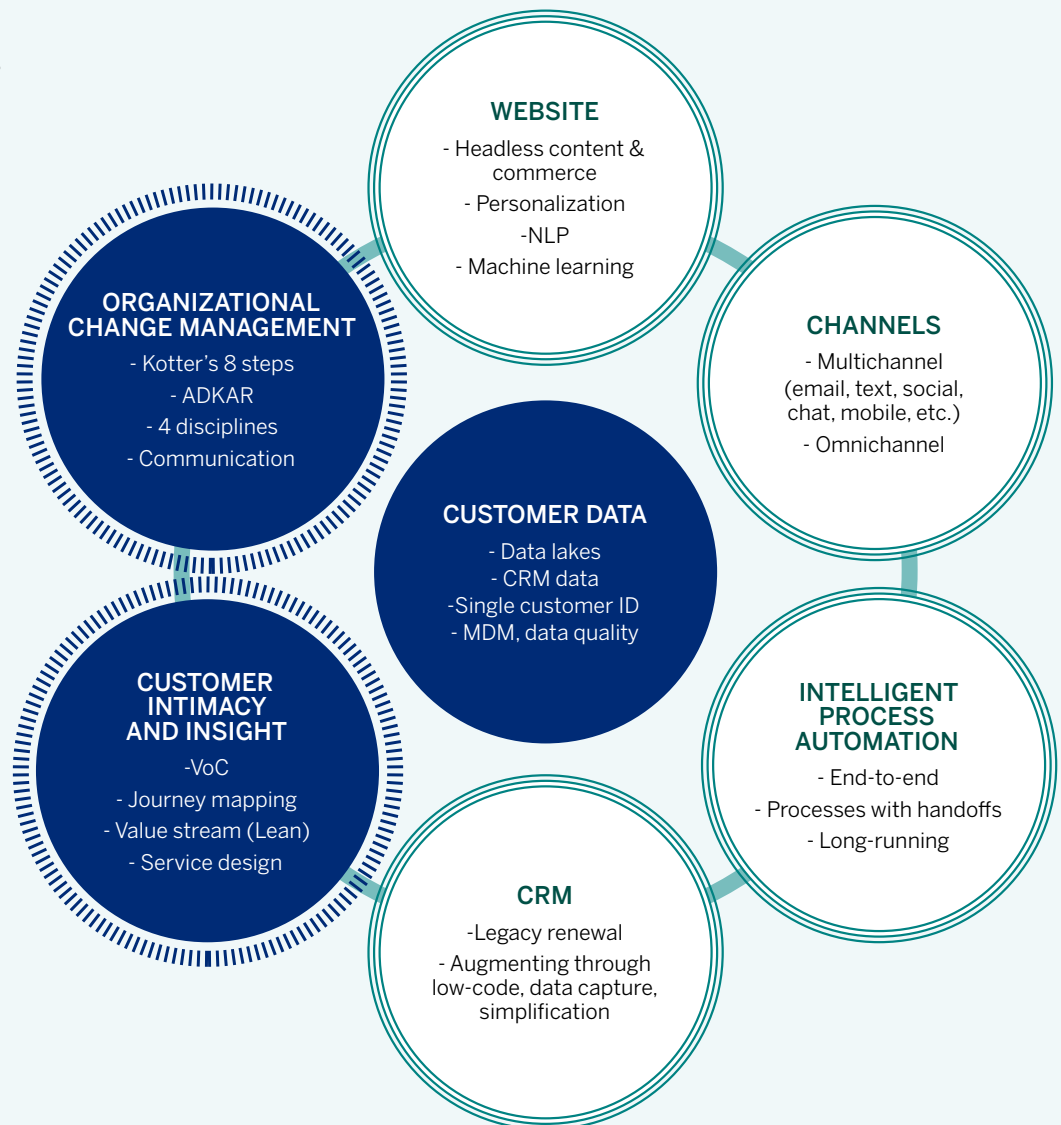 WEBSITE
- Headless content &
commerce
- Personalization
-NLP
- Machine learning
ORGANIZATIONAL
CHANGE MANAGEMENT
- Kotter's 8 steps
- ADKAR
- 4 disciplines
- Communication
CHANNELS
- Multichannel
(email, text, social,
chat, mobile, etc.)
- Omnichannel
CUSTOMER DATA
- Data lakes
- CRM data
-Single customer ID
- MDM, data quality
CUSTOMER
INTIMACY
AND INSIGHT
-VoC
- Journey mapping
- Value stream (Lean)
- Service design
INTELLIGENT
PROCESS
AUTOMATION
- End-to-end
- Processes with handoffs
- Long-running
CRM
-Legacy renewal
- Augmenting through
low-code, data capture,
simplification